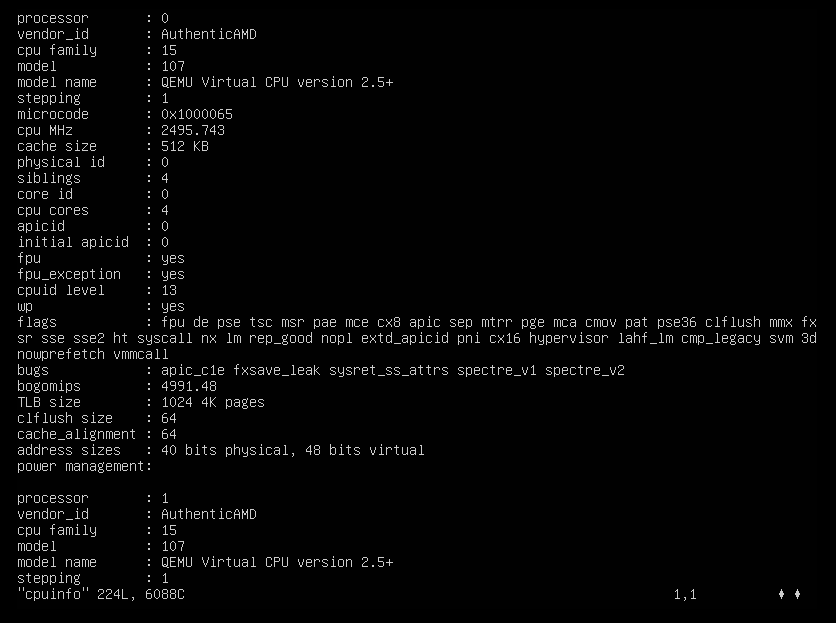 processor       : 0
vendor_id       : AuthenticAMD
cpu family      : 15
model           : 107
model name      : QEMU Virtual CPU version 2.5+
stepping        : 1
microcode       : 0x1000065
cpu MHz         : 2495.743
cache size      : 512 KB
physical id     : 0
siblings        : 4
core id         : 0
cpu cores       : 4
apicid          : 0
initial apicid  : 0
fpu             : yes
fpu_exception   : yes
cpuid level     : 13
wp              : yes
flags           : fpu de pse tsc msr pae mce cx8 apic sep mtrr pge mca cmov pat pse36 clflush mmx fx
sr sse sse2 ht syscall nx lm rep_good nopl extd_apicid pni cx16 hypervisor lahf_lm cmp_legacy svm 3d
nowprefetch vmmcall
bugs            : apic_c1e fxsave_leak sysret_ss_attrs spectre_v1 spectre_v2
bogomips        : 4991.48
TLB size        : 1024 4K pages
clflush size    : 64
cache_alignment : 64
address sizes   : 40 bits physical, 48 bits virtual
power management:

processor       : 1
vendor_id       : AuthenticAMD
cpu family      : 15
model           : 107
model name      : QEMU Virtual CPU version 2.5+
stepping        : 1
"cpuinfo" 224L, 6088C                                                             1,1          ♦ ♦